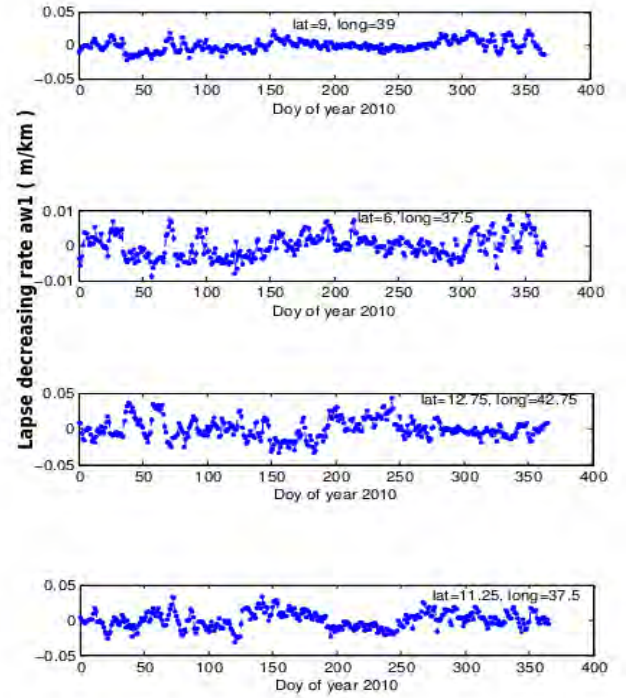 Lapse decreasing rate aw1 ( m/km )
0.05
0
−0.05
lat=9, long=39
0 50 100 150 200 250 300 350 400
Doy of year 2010
0.01
0
−0.01
lat=6, long=37.5
0 50 100 150 200 250 300 350 400
Doy of year 2010
0.05
0
−0.05
lat=12.75, long=42.75
0 50 100 150 200 250 300 350 400
Doy of year 2010
0.05
0
−0.05
lat=11.25, long=37.5
0 50 100 150 200 250 300 350 400
Doy of year 2010